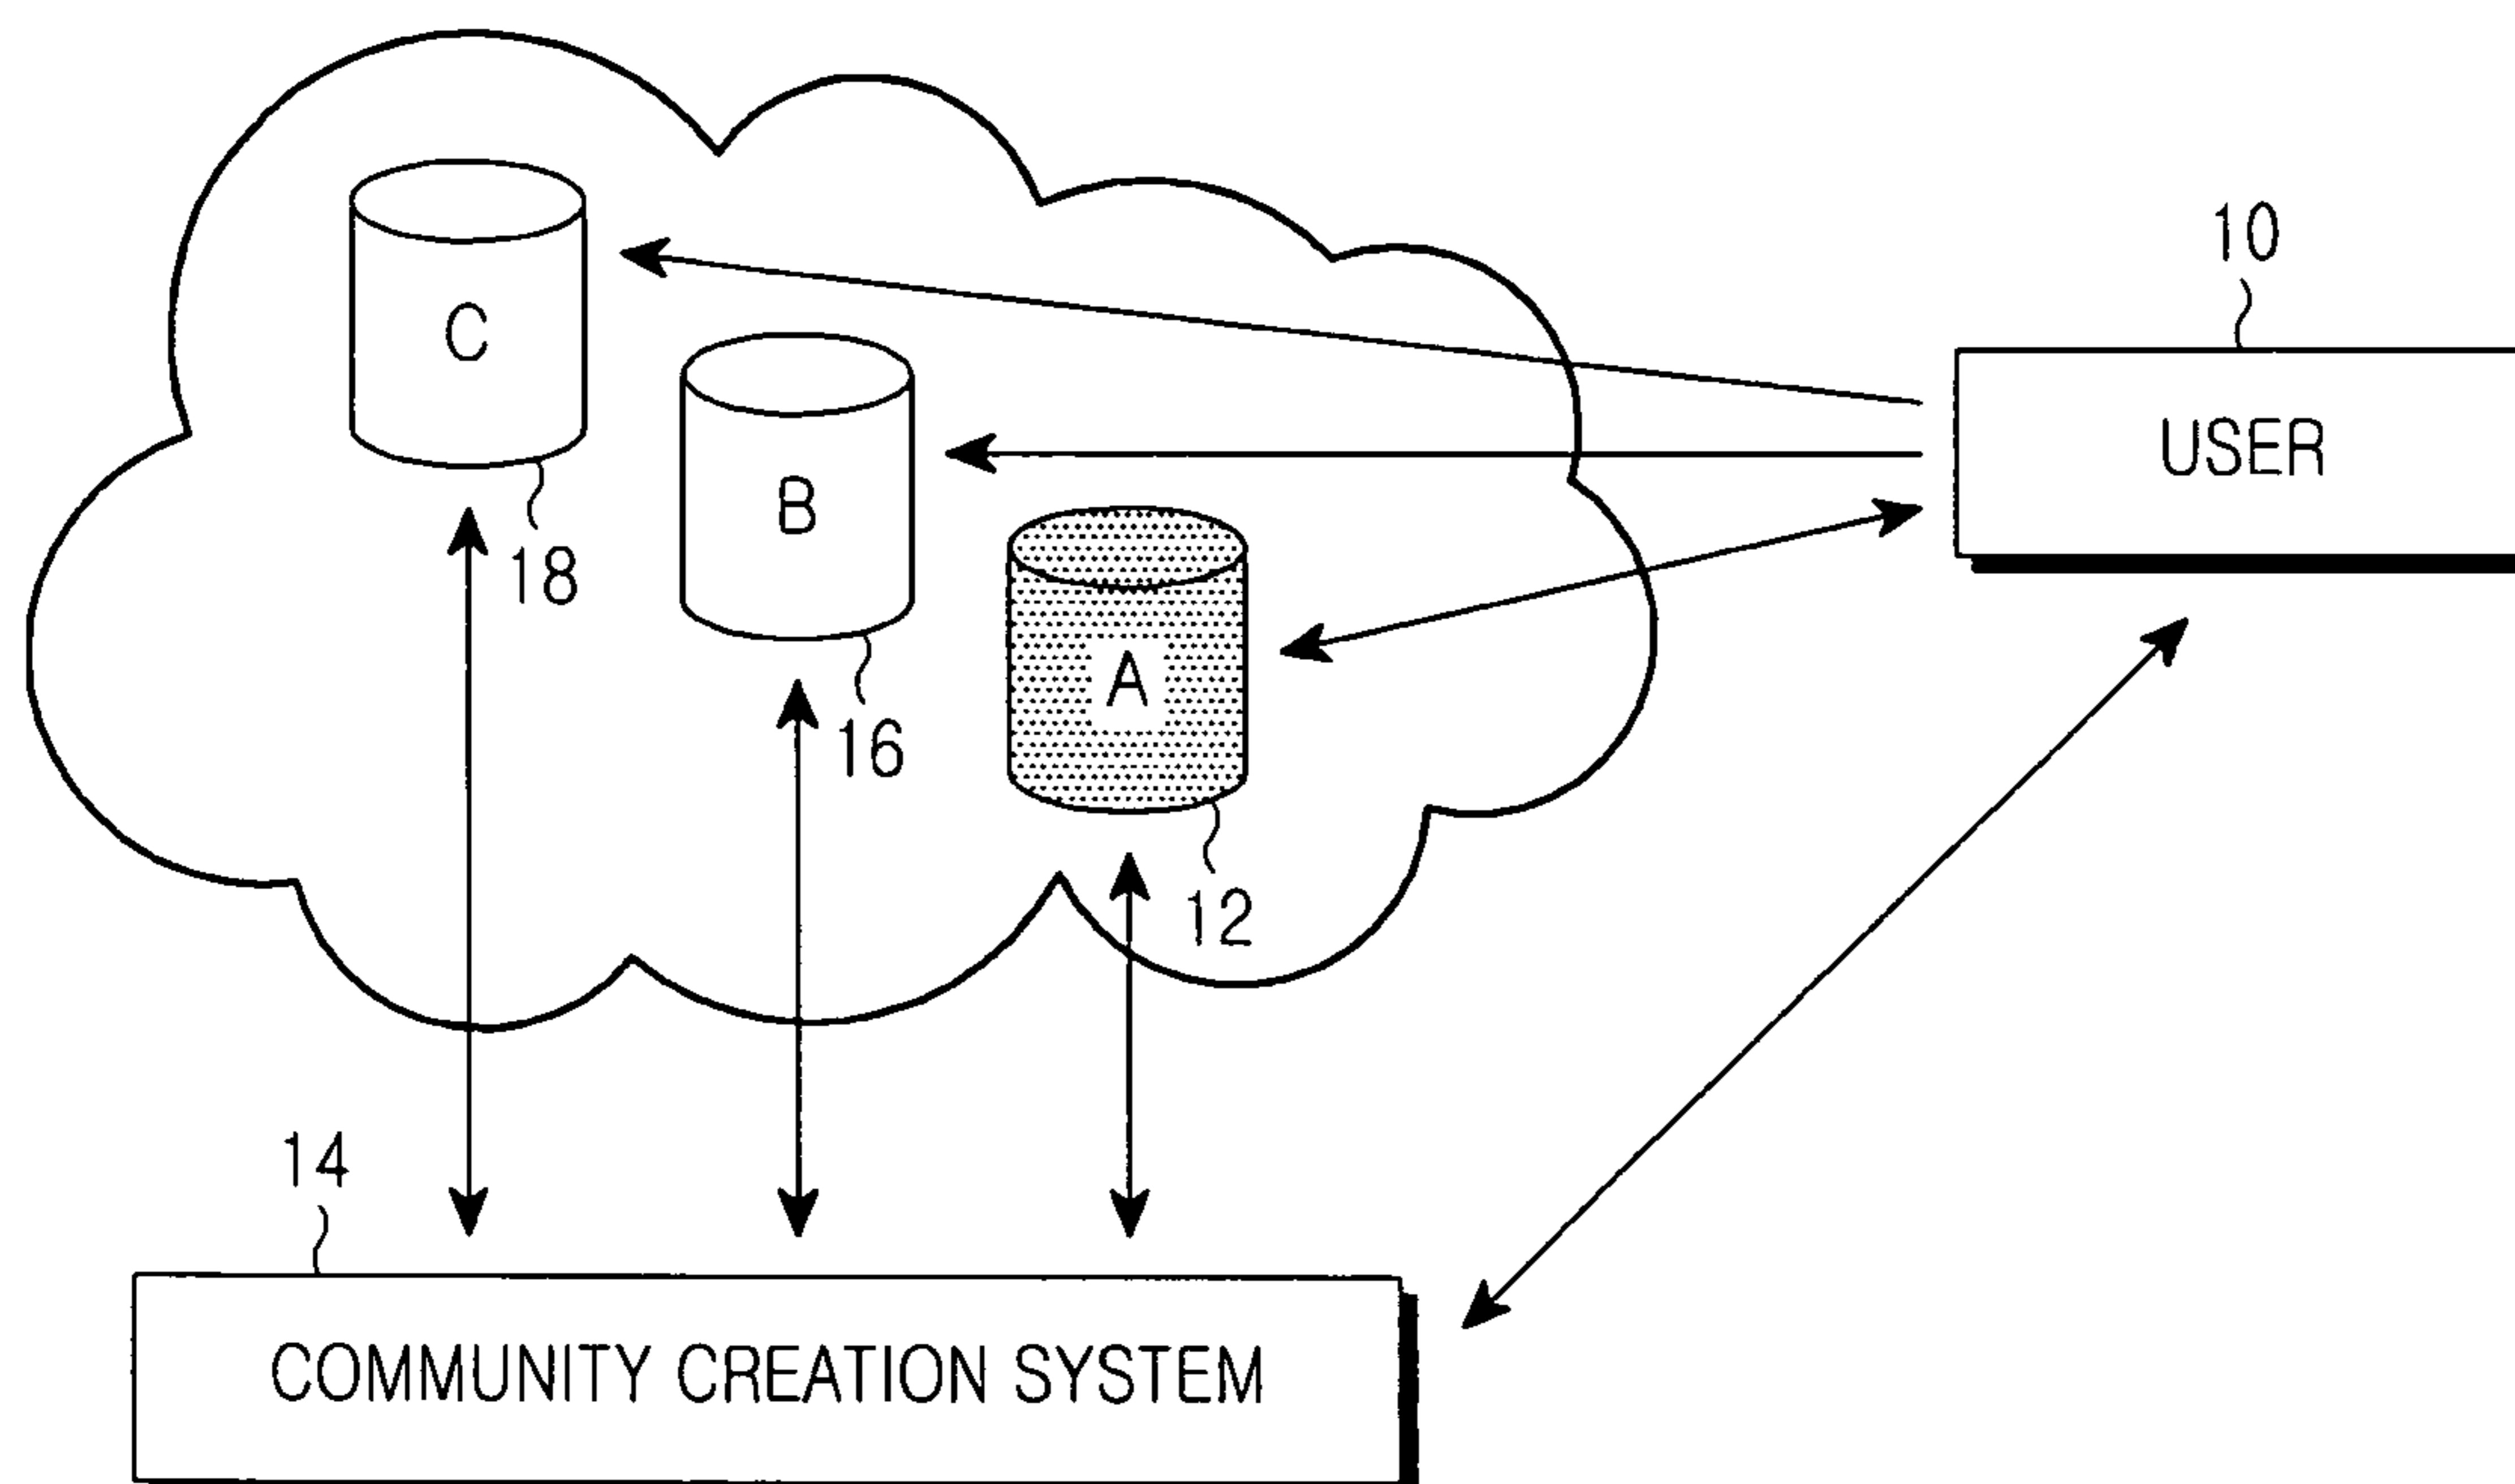 10
C
USER
B
18
A
16
12
14
COMMUNITY CREATION SYSTEM